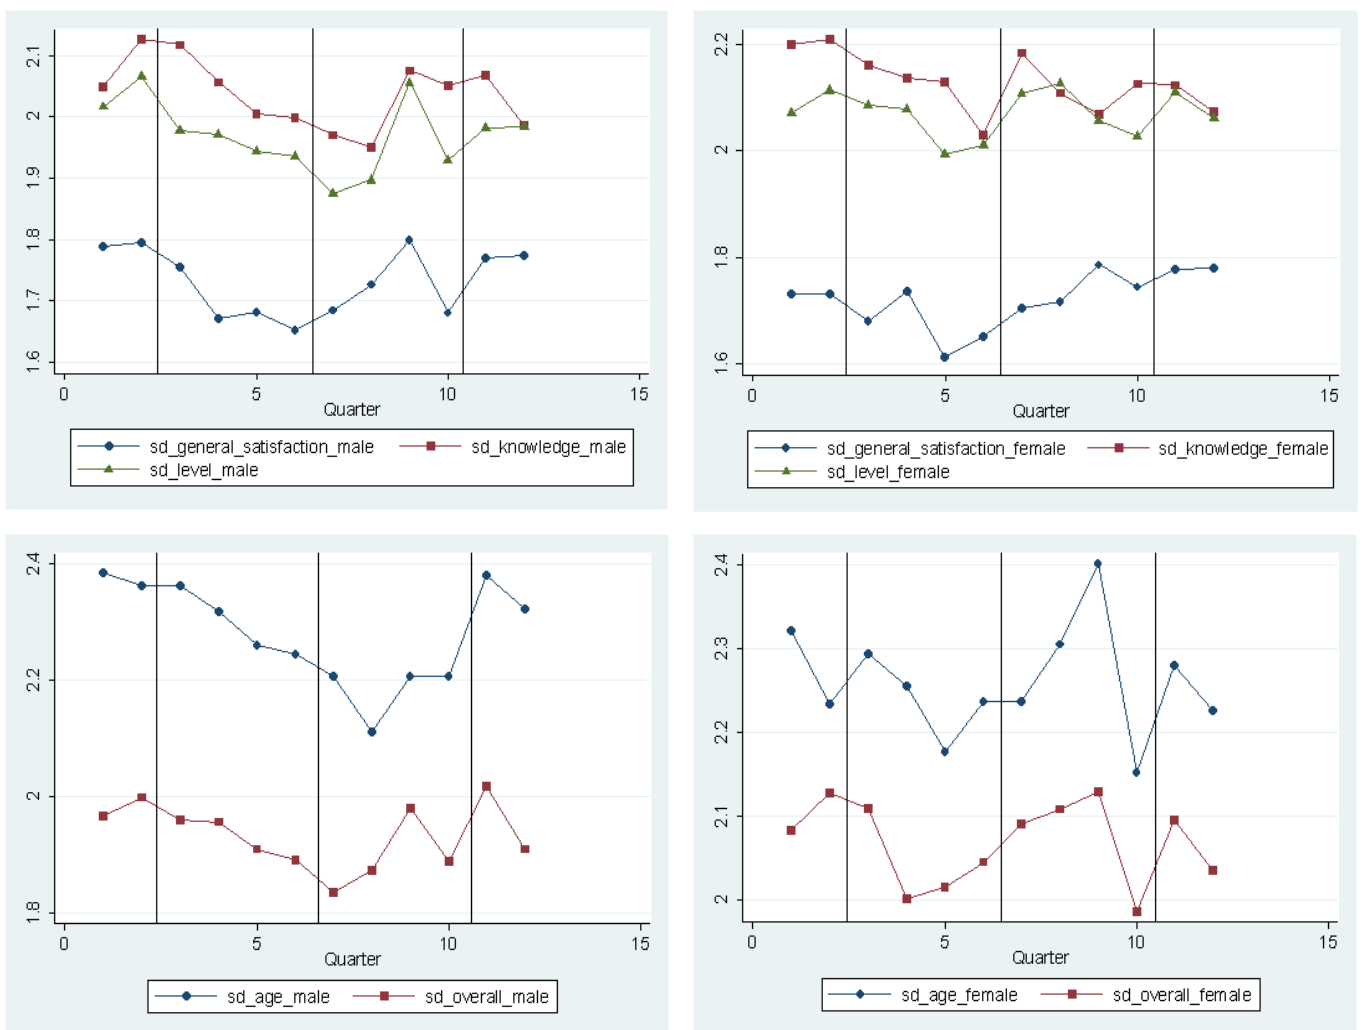 2.1
2
1.9
1.8
1.7
1.6
0 5 10 15
Quarter
sd_general_satisfaction_male sd_knowledge_male
sd_level_male
2.2
2
1.8
1.6
0 5 10 15
Quarter
sd_general_satisfaction_female sd_knowledge_female
sd_level_female
2.4
2.2
2
1.8
0 5 10 15
Quarter
sd_age_male sd_overall_male
2.4
2.3
2.2
2.1
2
0 5 10 15
Quarter
sd_age_female sd_overall_female